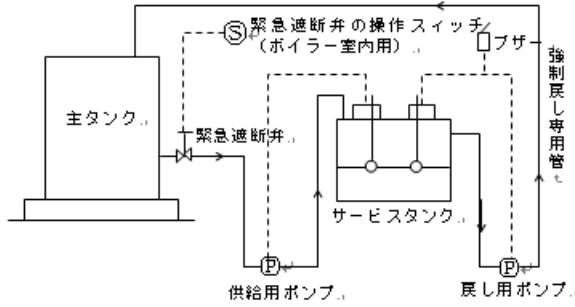 緊急遮断弁の操作スイッチ
(ボイラー室内用)
S
ブザー
強制戻し専用管
主タンク
緊急遮断弁
サービスタンク
P
P
供給用ポンプ
戻し用ポンプ